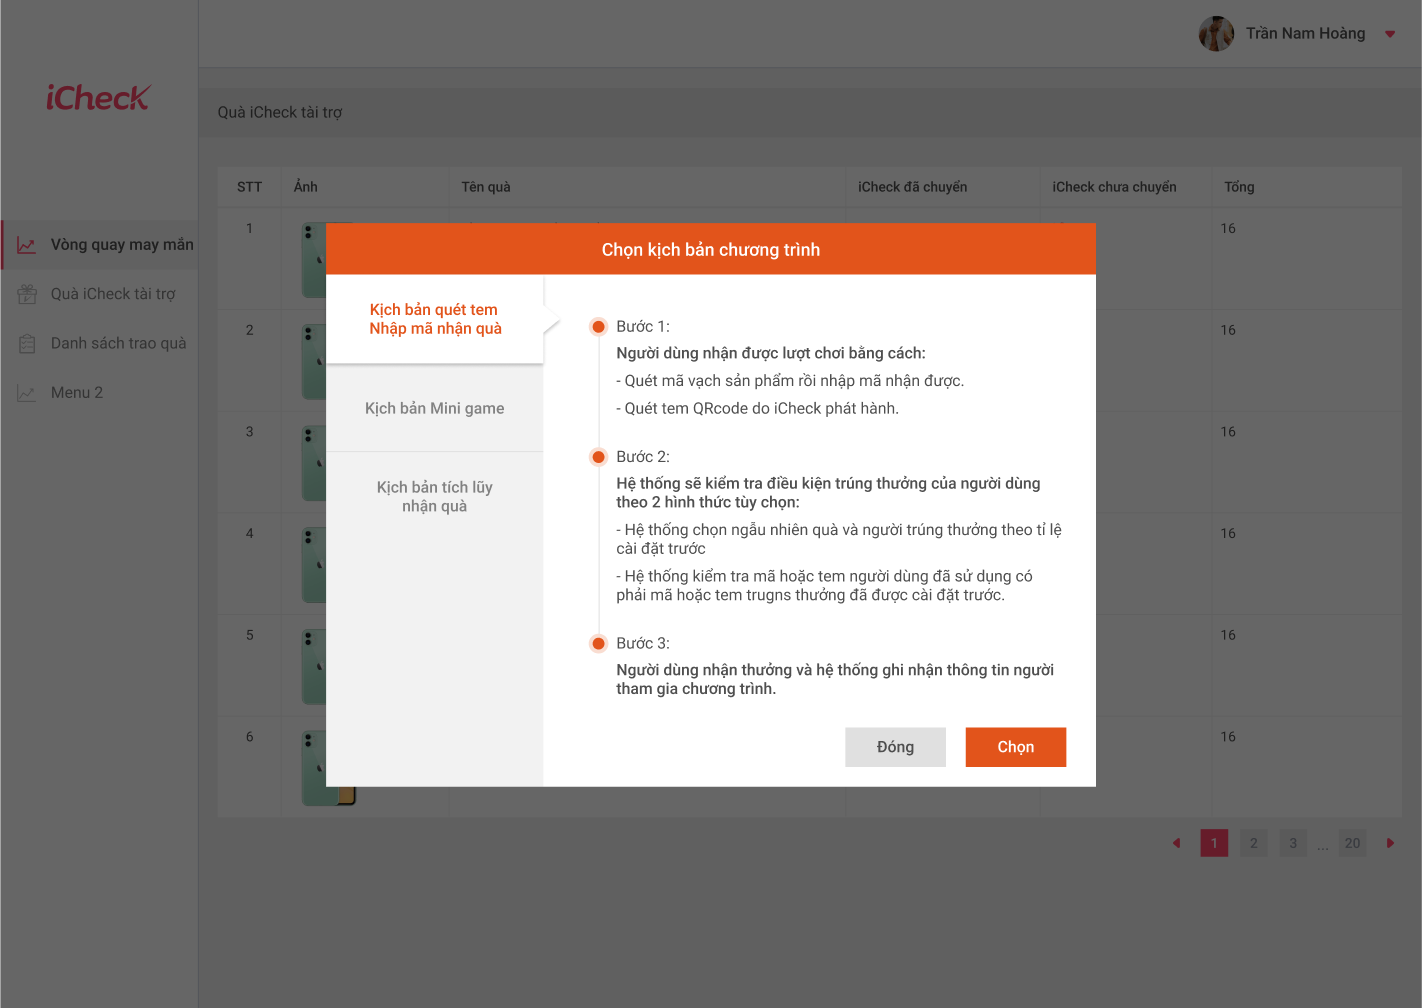 Trần Nam Hoàng
iCheck
Quà iCheck tài trợ
STT Ảnh Tên quà iCheck đã chuyển iCheck chưa chuyển Tổng
Vòng quay may mắn
Quà iCheck tài trợ
Danh sách trao quà
Menu 2
1 16
2 16
3 16
4 16
5 16
6 16
Chọn kịch bản chương trình
Kịch bản quét tem
Nhập mã nhận quà
Kịch bản Mini game
Kịch bản tích lũy
nhận quà
Bước 1:
Người dùng nhận được lượt chơi bằng cách:
- Quét mã vạch sản phẩm rồi nhập mã nhận được.
- Quét tem QRcode do iCheck phát hành.
Bước 2:
Hệ thống sẽ kiểm tra điều kiện trúng thưởng của người dùng
theo 2 hình thức tùy chọn:
- Hệ thống chọn ngẫu nhiên quà và người trúng thưởng theo tỉ lệ
cài đặt trước
- Hệ thống kiểm tra mã hoặc tem người dùng đã sử dụng có
phải mã hoặc tem trugns thưởng đã được cài đặt trước.
Bước 3:
Người dùng nhận thưởng và hệ thống ghi nhận thông tin người
tham gia chương trình.
Đóng Chọn
1 2 3 ... 20